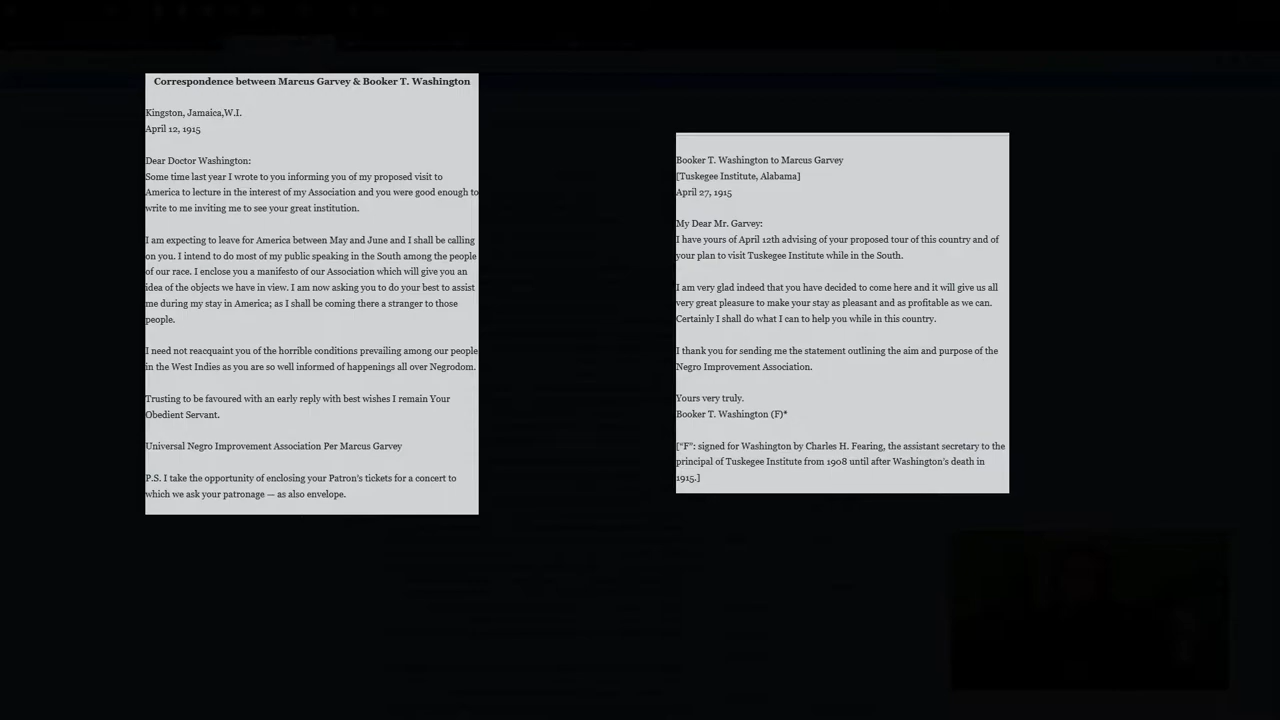 Correspondence between Marcus Garvey & Booker T. Washington
Kingston, Jamaica,W.I.
April 12, 1915
Dear Doctor Washington:
Some time last year I wrote to you informing you of my proposed visit to
America to lecture in the interest of my Association and you were good enough to
write to me inviting me to see your great institution.
I am expecting to leave for America between May and June and I shall be calling
on you. I intend to do most of my public speaking in the South among the people
of our race. I enclose you a manifesto of our Association which will give you an
idea of the objects we have in view. I am now asking you to do your best to assist
me during my stay in America; as I shall be coming there a stranger to those
people.
I need not reacquaint you of the horrible conditions prevailing among our people
in the West Indies as you are so well informed of happenings all over Negrodom.
Trusting to be favoured with an early reply with best wishes I remain Your
Obedient Servant.
Universal Negro Improvement Association Per Marcus Garvey
P.S. I take the opportunity of enclosing your Patron's tickets for a concert to
which we ask your patronage — as also envelope.
Booker T. Washington to Marcus Garvey
[Tuskegee Institute, Alabama]
April 27, 1915
My Dear Mr. Garvey:
I have yours of April 12th advising of your proposed tour of this country and of
your plan to visit Tuskegee Institute while in the South.
I am very glad indeed that you have decided to come here and it will give us all
very great pleasure to make your stay as pleasant and as profitable as we can.
Certainly I shall do what I can to help you while in this country.
I thank you for sending me the statement outlining the aim and purpose of the
Negro Improvement Association.
Yours very truly.
Booker T. Washington (F)*
["F": signed for Washington by Charles H. Fearing, the assistant secretary to the
principal of Tuskegee Institute from 1908 until after Washington's death in
1915.]